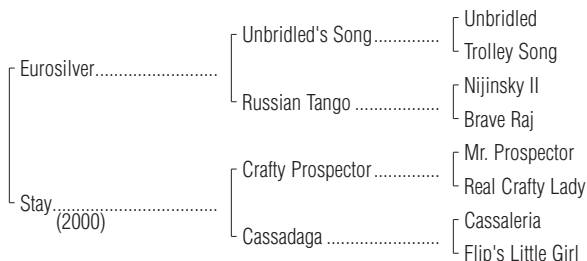 Unbridled
Unbridled's Song..............
Trolley Song
Eurosilver..........................
Nijinsky II
Russian Tango ..................
Brave Raj
Mr. Prospector
Crafty Prospector..............
Real Crafty Lady
Stay...................................
(2000)
Cassaleria
Cassadaga ........................
Flip's Little Girl